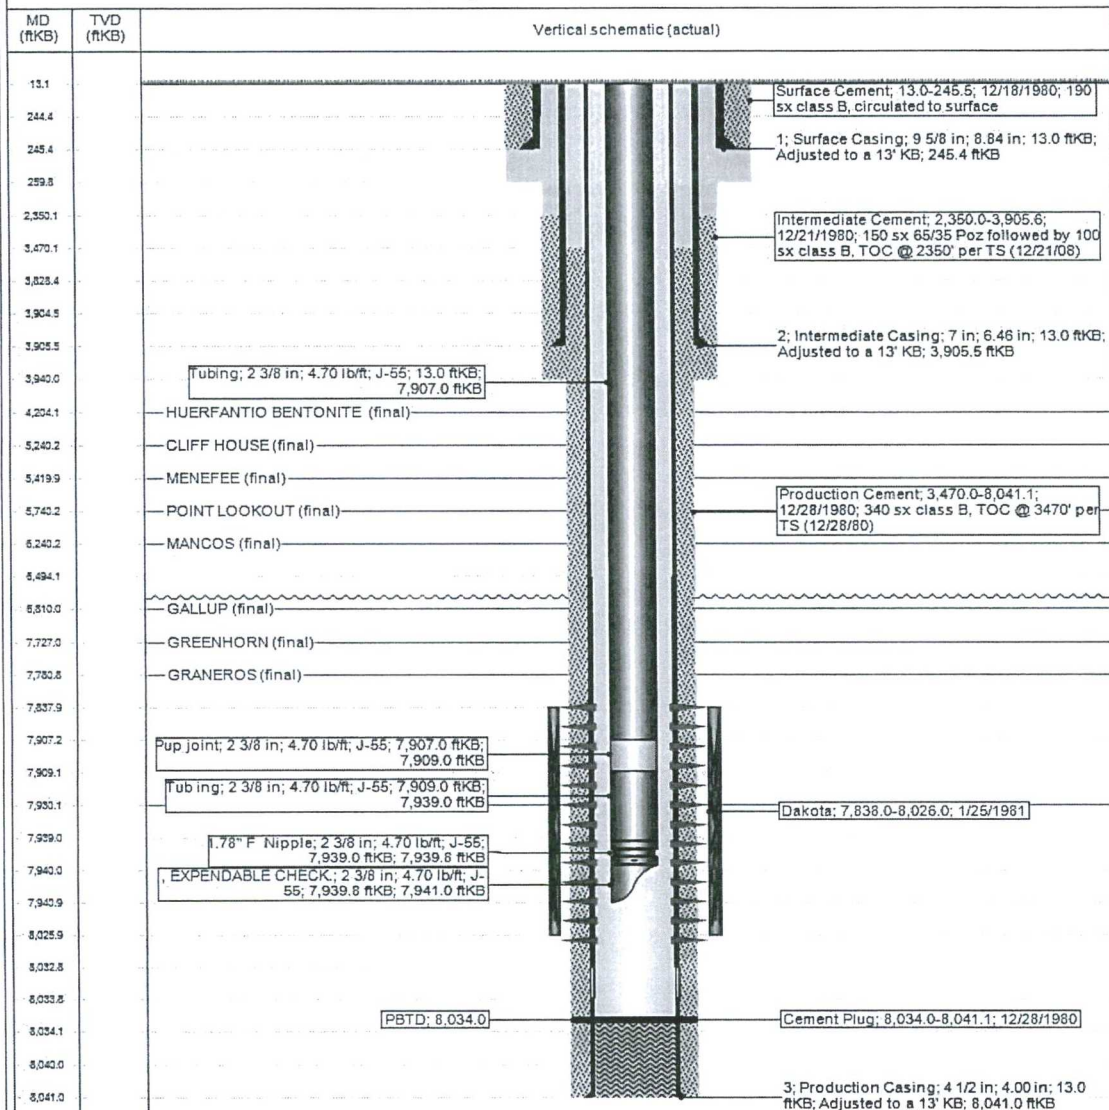 MD
(ftKB)
TVD
(ftKB)
Vertical schematic (actual)
13.1
244.4
245.4
259.8
2,350.1
3,470.1
3,828.4
3,904.5
3,905.5
3,940.0
4,204.1
5,240.2
5,419.9
5,740.2
6,240.2
6,494.1
6,810.0
7,727.0
7,780.8
7,837.9
7,907.2
7,909.1
7,930.1
7,939.0
7,940.0
7,940.9
8,025.9
8,032.8
8,033.8
8,034.1
8,040.0
8,041.0
Surface Cement; 13.0-245.5; 12/18/1980; 190
sx class B, circulated to surface
1; Surface Casing; 9 5/8 in; 8.84 in; 13.0 ftKB;
Adjusted to a 13' KB; 245.4 ftKB
Intermediate Cement; 2,350.0-3,905.6;
12/21/1980; 150 sx 65/35 Poz followed by 100
sx class B, TOC @ 2350' per TS (12/21/08)
2; Intermediate Casing; 7 in; 6.46 in; 13.0 ftKB;
Adjusted to a 13' KB; 3,905.5 ftKB
Tubing; 2 3/8 in; 4.70 lb/ft; J-55; 13.0 ftKB;
7,907.0 ftKB
HUERFANTIO BENTONITE (final)
CLIFF HOUSE (final)
MENEFEE (final)
POINT LOOKOUT (final)
Production Cement; 3,470.0-8,041.1;
12/28/1980; 340 sx class B, TOC @ 3470' per
TS (12/28/80)
MANCOS (final)
GALLUP (final)
GREENHORN (final)
GRANEROS (final)
Pup joint; 2 3/8 in; 4.70 lb/ft; J-55; 7,907.0 ftKB;
7,909.0 ftKB
Tubing; 2 3/8 in; 4.70 lb/ft; J-55; 7,909.0 ftKB;
7,939.0 ftKB
Dakota; 7,838.0-8,026.0; 1/25/1981
1.78" F Nipple; 2 3/8 in; 4.70 lb/ft; J-55;
7,939.0 ftKB; 7,939.8 ftKB
, EXPENDABLE CHECK; 2 3/8 in; 4.70 lb/ft; J-
55; 7,939.8 ftKB; 7,941.0 ftKB
PBTD; 8,034.0
Cement Plug; 8,034.0-8,041.1; 12/28/1980
3; Production Casing; 4 1/2 in; 4.00 in; 13.0
ftKB; Adjusted to a 13' KB; 8,041.0 ftKB